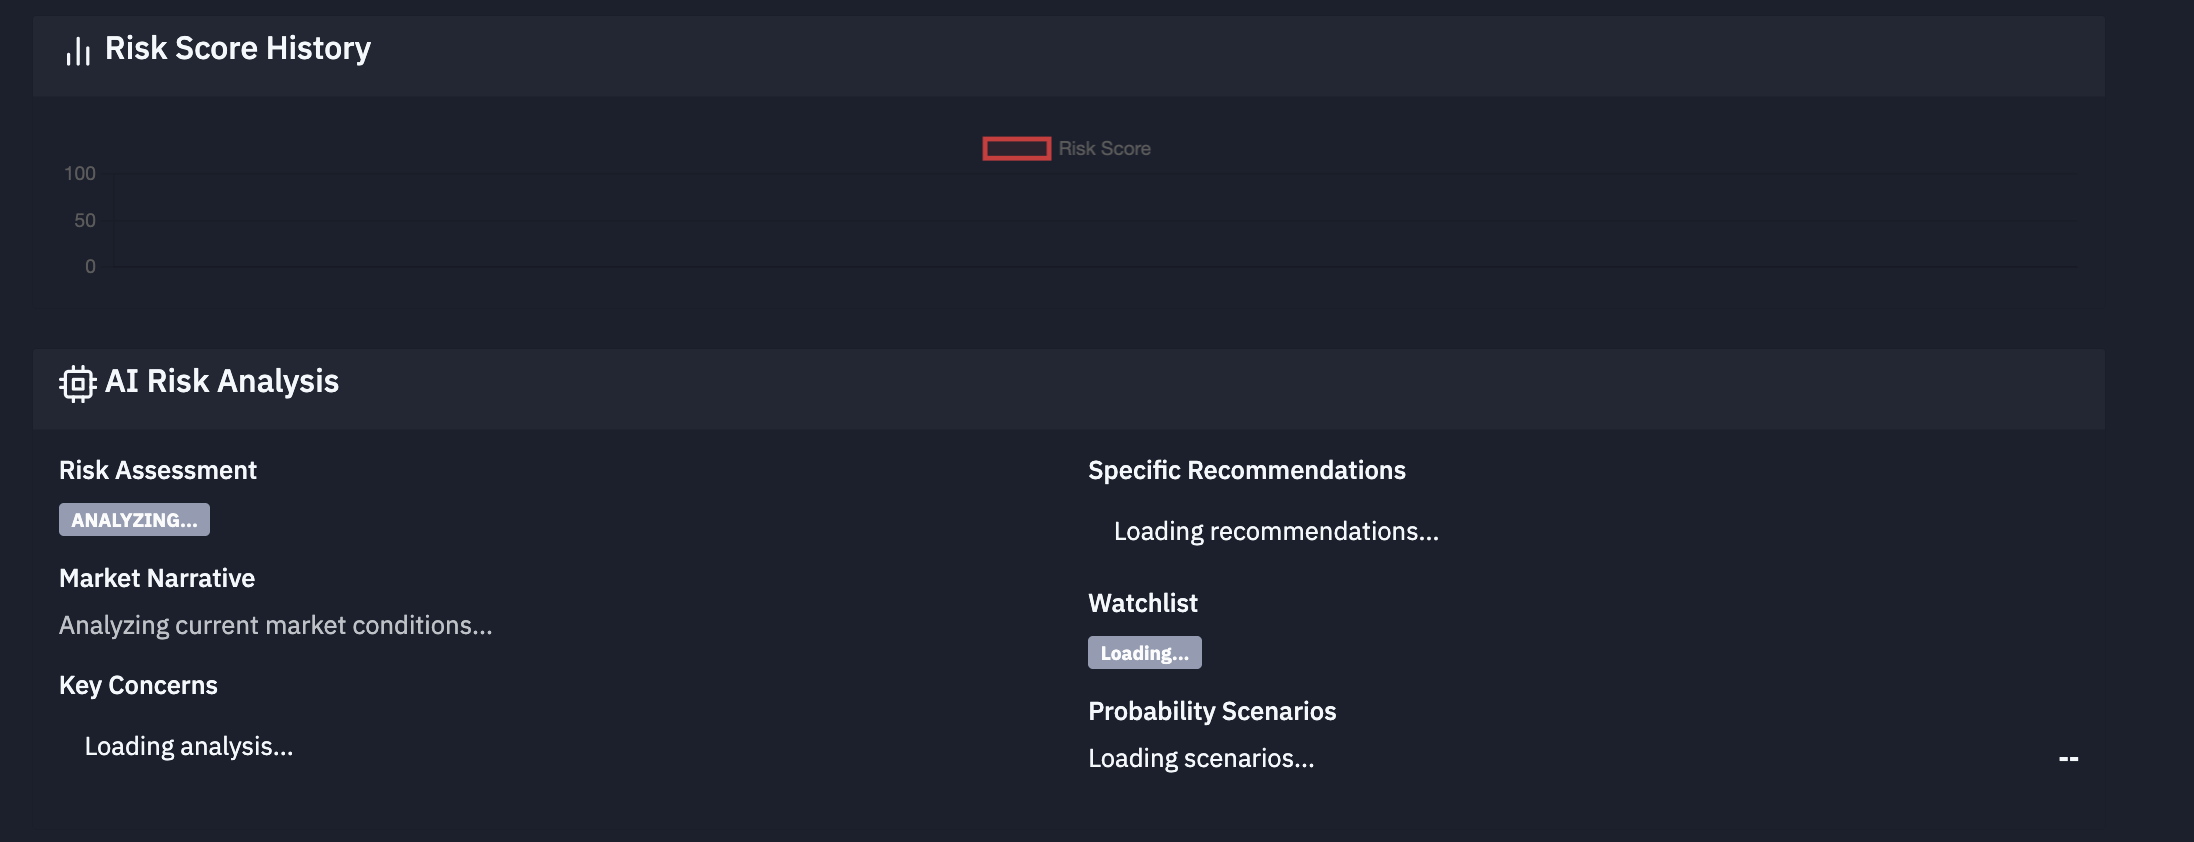 Risk Score History
Risk Score
100
50
0
AI Risk Analysis
Risk Assessment
ANALYZING...
Market Narrative
Analyzing current market conditions...
Key Concerns
Loading analysis...
Specific Recommendations
Loading recommendations...
Watchlist
Loading...
Probability Scenarios
Loading scenarios... --